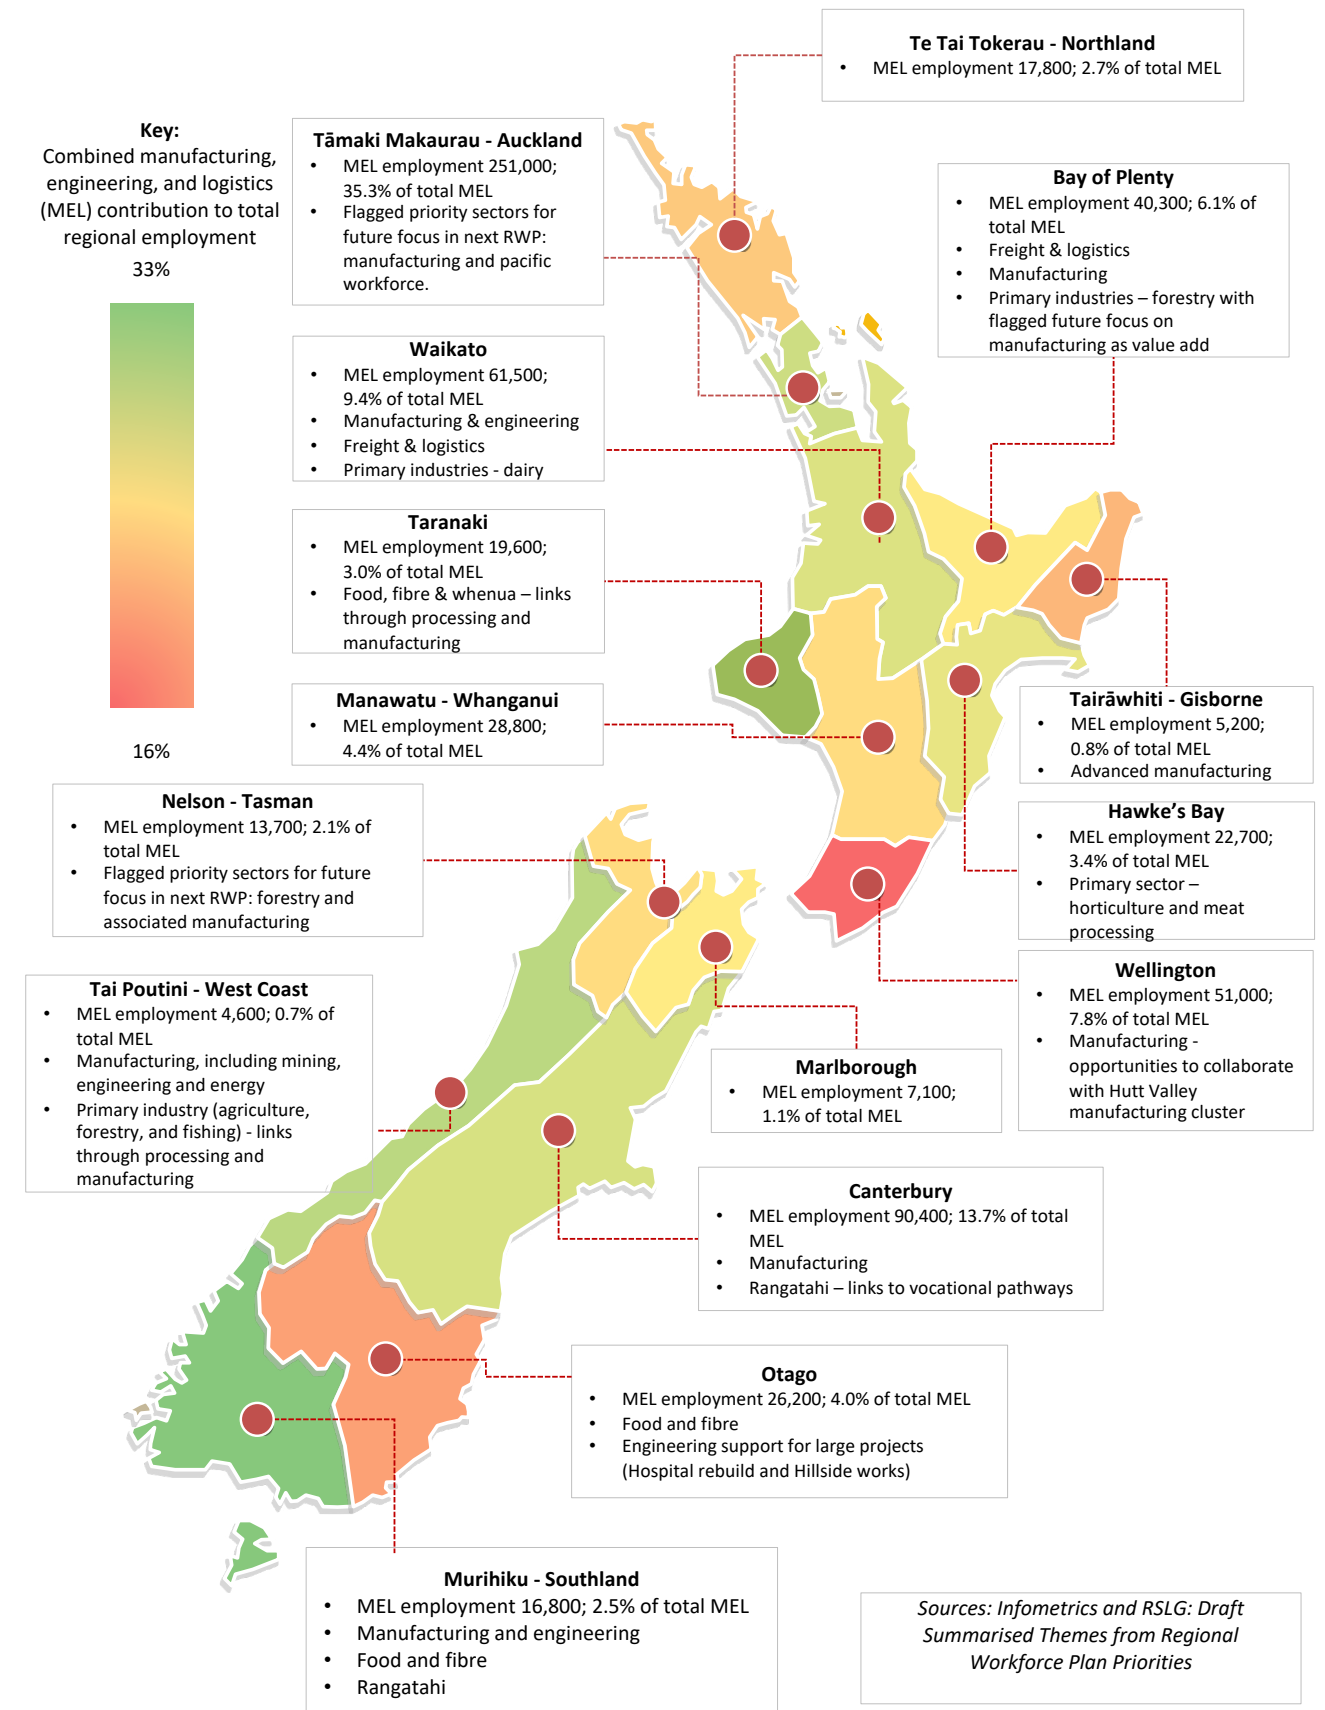 Te Tai Tokerau - Northland
• MEL employment 17,800; 2.7% of total MEL
Key:
Combined manufacturing,
engineering, and logistics
(MEL) contribution to total
regional employment
33%
16%
Tāmaki Makaurau - Auckland
• MEL employment 251,000;
35.3% of total MEL
• Flagged priority sectors for
future focus in next RWP:
manufacturing and pacific
workforce.
Bay of Plenty
• MEL employment 40,300; 6.1% of
total MEL
• Freight & logistics
• Manufacturing
• Primary industries – forestry with
flagged future focus on
manufacturing as value add
Waikato
• MEL employment 61,500;
9.4% of total MEL
• Manufacturing & engineering
• Freight & logistics
• Primary industries - dairy
Taranaki
• MEL employment 19,600;
3.0% of total MEL
• Food, fibre & whenua – links
through processing and
manufacturing
Manawatu - Whanganui
• MEL employment 28,800;
4.4% of total MEL
Tairāwhiti - Gisborne
• MEL employment 5,200;
0.8% of total MEL
• Advanced manufacturing
Nelson - Tasman
• MEL employment 13,700; 2.1% of
total MEL
• Flagged priority sectors for future
focus in next RWP: forestry and
associated manufacturing
Hawke's Bay
• MEL employment 22,700;
3.4% of total MEL
• Primary sector –
horticulture and meat
processing
Wellington
• MEL employment 51,000;
7.8% of total MEL
• Manufacturing -
opportunities to collaborate
with Hutt Valley
manufacturing cluster
Tai Poutini - West Coast
• MEL employment 4,600; 0.7% of
total MEL
• Manufacturing, including mining,
engineering and energy
• Primary industry (agriculture,
forestry, and fishing) - links
through processing and
manufacturing
Marlborough
• MEL employment 7,100;
1.1% of total MEL
Canterbury
• MEL employment 90,400; 13.7% of total
MEL
• Manufacturing
• Rangatahi – links to vocational pathways
Otago
• MEL employment 26,200; 4.0% of total MEL
• Food and fibre
• Engineering support for large projects
(Hospital rebuild and Hillside works)
Murihiku - Southland
• MEL employment 16,800; 2.5% of total MEL
• Manufacturing and engineering
• Food and fibre
• Rangatahi
Sources: Infometrics and RSLG: Draft
Summarised Themes from Regional
Workforce Plan Priorities